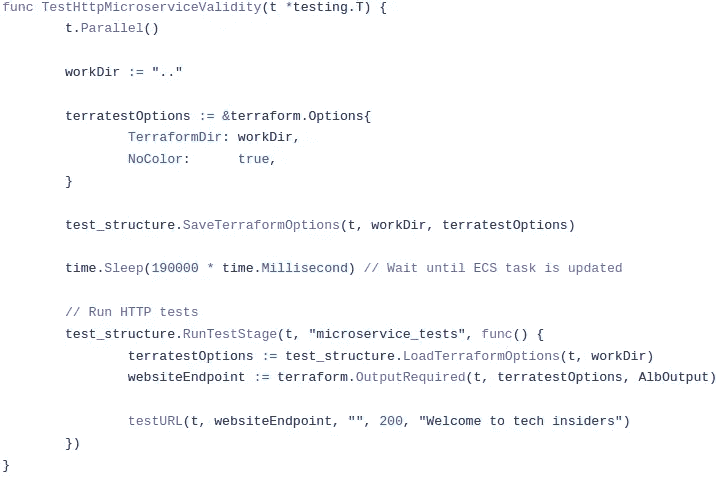 func TestHttpMicroserviceValidity(t *testing.T) {
        t.Parallel()

        workDir := ".."

        terratestOptions := &terraform.Options{
                TerraformDir: workDir,
                NoColor:      true,
        }

        test_structure.SaveTerraformOptions(t, workDir, terratestOptions)

        time.Sleep(190000 * time.Millisecond) // Wait until ECS task is updated

        // Run HTTP tests
        test_structure.RunTestStage(t, "microservice_tests", func() {
                terratestOptions := test_structure.LoadTerraformOptions(t, workDir)
                websiteEndpoint := terraform.OutputRequired(t, terratestOptions, AlbOutput)

                testURL(t, websiteEndpoint, "", 200, "Welcome to tech insiders")
        })
}